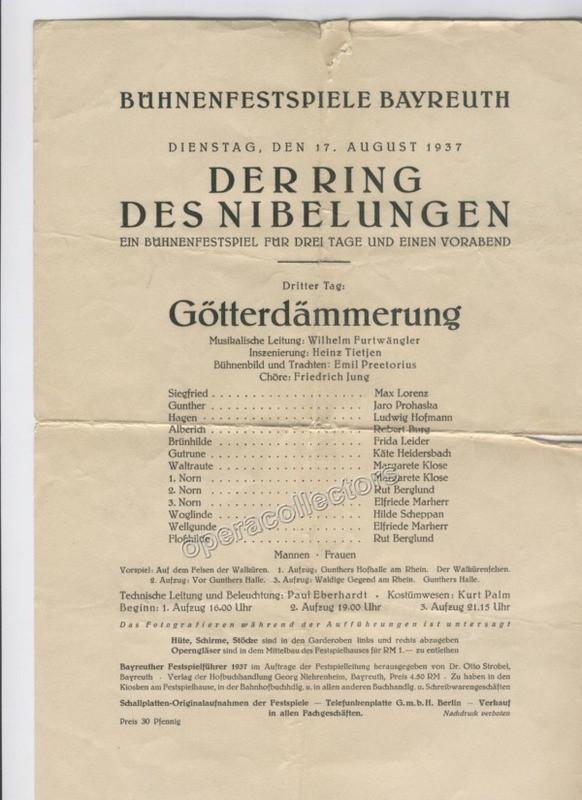 BÜHNENFESTSPIELE BAYREUTH
DIENSTAG, DEN 17. AUGUST 1937
DER RING
DES NIBELUNGEN
EIN BÜHNENFESTSPIEL FÜR DREI TAGE UND EINEN VORABEND
Dritter Tag:
Götterdämmerung
Musikalische Leitung: Wilhelm Furtwängler
Inszenierung: Heinz Tietjen
Bühnenbild und Trachten: Emil Preetorius
Chöre: Friedrich Jung
Siegfried . . . . . . . . . . . . . . . . . . . . . Max Lorenz
Gunther . . . . . . . . . . . . . . . . . . . . . Jaro Prohaska
Hagen . . . . . . . . . . . . . . . . . . . . . Ludwig Hofmann
Alberich . . . . . . . . . . . . . . . . . . . . . Robert Burg
Brünhilde . . . . . . . . . . . . . . . . . . . . . Frida Leider
Gutrune . . . . . . . . . . . . . . . . . . . . . Käte Heidersbach
Waltraute . . . . . . . . . . . . . . . . . . . . . Margarete Klose
1. Norn . . . . . . . . . . . . . . . . . . . . . Margarete Klose
2. Norn . . . . . . . . . . . . . . . . . . . . . Rut Berglund
3. Norn . . . . . . . . . . . . . . . . . . . . . Elfriede Marherr
Woglinde . . . . . . . . . . . . . . . . . . . . . Hilde Scheppan
Wellgunde . . . . . . . . . . . . . . . . . . . . . Elfriede Marherr
Floßhilde . . . . . . . . . . . . . . . . . . . . . Rut Berglund
operacollectors
Mannen · Frauen
Vorspiel: Auf dem Felsen der Walküren. 1. Aufzug: Gunthers Hofhalle am Rhein. Der Walkürenfelsen.
2. Aufzug: Vor Gunthers Halle. 3. Aufzug: Waldige Gegend am Rhein. Gunthers Halle.
Technische Leitung und Beleuchtung: Paul Eberhardt · Kostümwesen: Kurt Palm
Beginn: 1. Aufzug 16.00 Uhr 2. Aufzug 19.00 Uhr 3. Aufzug 21.15 Uhr
Das Fotografieren während der Aufführungen ist untersagt
Hüte, Schirme, Stöcke sind in den Garderoben links und rechts abzugeben
Operngläser sind in dem Mittelbau des Festspielhauses für RM 1.— zu entleihen
Bayreuther Festspielführer 1937 im Auftrage der Festspielleitung herausgegeben von Dr. Otto Strobel,
Bayreuth · Verlag der Hofbuchhandlung Georg Niehrenheim, Bayreuth, Preis 4.50 RM · Zu haben in den
Kiosken am Festspielhause, in der Bahnhofbuchhdlg. u. in allen anderen Buchhandlg. u. Schreibwarengeschäften
Schallplatten-Originalaufnahmen der Festspiele — Telefunkenplatte G.m.b.H. Berlin — Verkauf
in allen Fachgeschäften. Nachdruck verboten
Preis 30 Pfennig